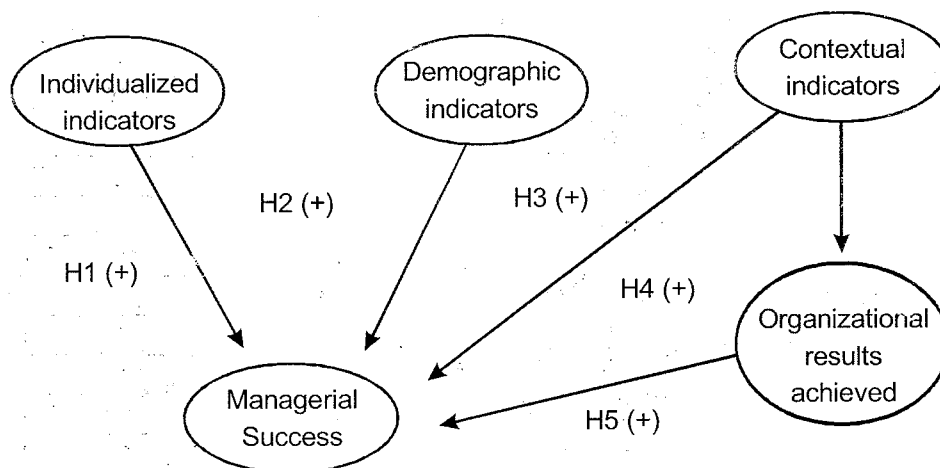 Individualized
indicators
Demographic
indicators
Contextual
indicators
H1 (+)
H2 (+)
H3 (+)
H4 (+)
H5 (+)
Managerial
Success
Organizational
results
achieved